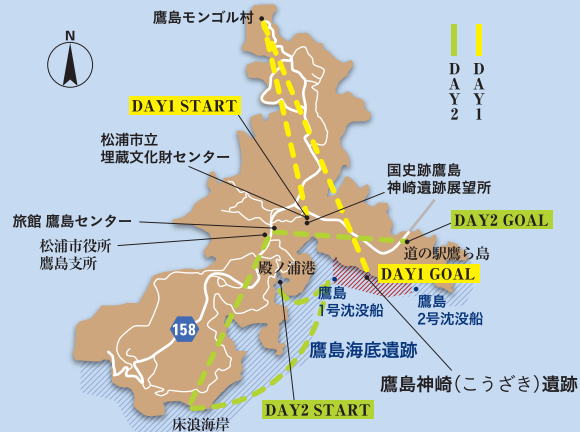 鷹島モンゴル村
N
DAY2
DAY1
DAY1 START
松浦市立
埋蔵文化財センター
国史跡鷹島
神崎遺跡展望所
旅館 鷹島センター
DAY2 GOAL
松浦市役所
鷹島支所
道の駅鷹ら島
殿ノ浦港
DAY1 GOAL
鷹島
1号沈没船
鷹島
2号沈没船
158
鷹島海底遺跡
鷹島神崎(こうざき)遺跡
DAY2 START
床浪海岸